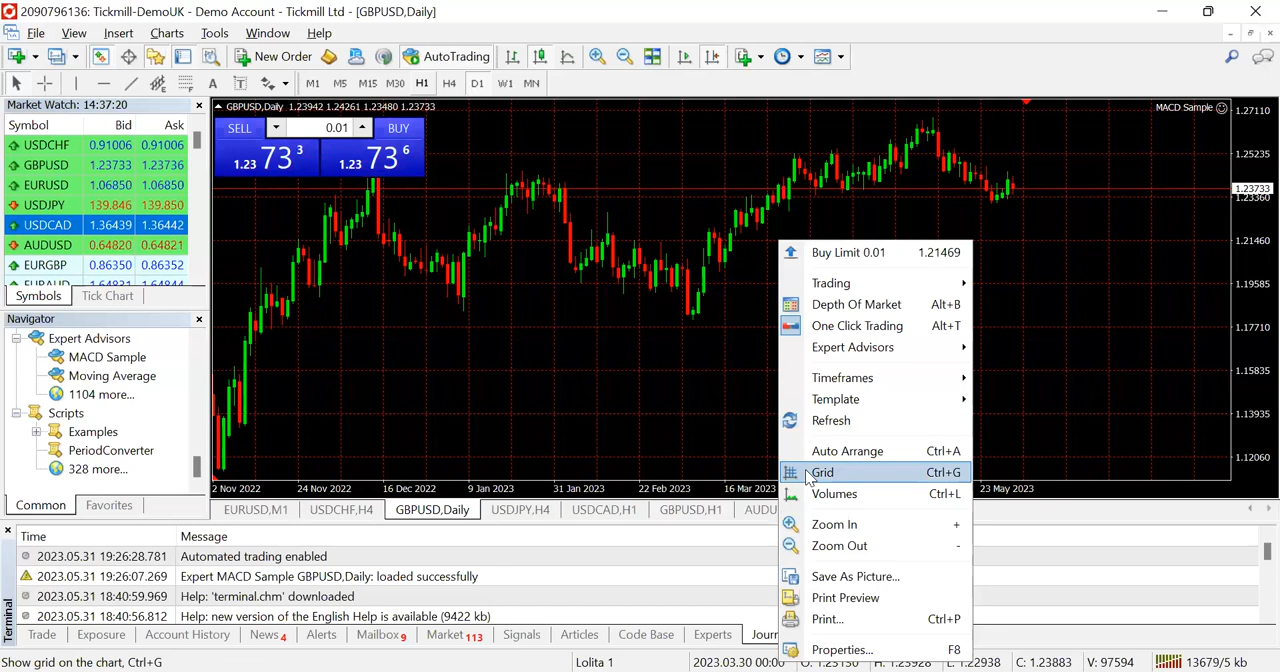 2090796136: Tickmill-DemoUK - Demo Account - Tickmill Ltd - [GBPUSD,Daily]
File View Insert Charts Tools Window Help
New Order AutoTrading
A T M1 M5 M15 M30 H1 H4 D1 W1 MN
Market Watch: 14:37:20
Symbol Bid Ask
USDCHF 0.91006 0.91006
GBPUSD 1.23733 1.23736
EURUSD 1.06850 1.06850
USDJPY 139.846 139.850
USDCAD 1.36439 1.36442
AUDUSD 0.64820 0.64821
EURGBP 0.86350 0.86352
EURAUD 1.64831 1.64844
Symbols Tick Chart
Navigator
Expert Advisors
MACD Sample
Moving Average
1104 more...
Scripts
Examples
PeriodConverter
328 more...
Common Favorites
GBPUSD,Daily 1.23942 1.24261 1.23480 1.23733
MACD Sample
SELL 0.01 BUY
1.23 73 3 1.23 73 6
1.27110
1.25235
1.23733
1.23360
1.21460
1.19585
1.17710
1.15835
1.13935
1.12060
2 Nov 2022 24 Nov 2022 16 Dec 2022 9 Jan 2023 31 Jan 2023 22 Feb 2023 16 Mar 2023 23 May 2023
EURUSD,M1 USDCHF,H4 GBPUSD,Daily USDJPY,H4 USDCAD,H1 GBPUSD,H1 AUDU
Buy Limit 0.01 1.21469
Trading
Depth Of Market Alt+B
One Click Trading Alt+T
Expert Advisors
Timeframes
Template
Refresh
Auto Arrange Ctrl+A
Grid Ctrl+G
Volumes Ctrl+L
Zoom In +
Zoom Out -
Save As Picture...
Print Preview
Print... Ctrl+P
Properties... F8
Time Message
2023.05.31 19:26:28.781 Automated trading enabled
2023.05.31 19:26:07.269 Expert MACD Sample GBPUSD,Daily: loaded successfully
2023.05.31 18:40:59.969 Help: 'terminal.chm' downloaded
2023.05.31 18:40:56.812 Help: new version of the English Help is available (9422 kb)
Terminal
Trade Exposure Account History News 4 Alerts Mailbox 9 Market 113 Signals Articles Code Base Experts Jour
Show grid on the chart, Ctrl+G Lolita 1 2023.03.30 00:00 O: 1.23130 H: 1.23928 L: 1.22938 C: 1.23883 V: 97594 13679/5 kb